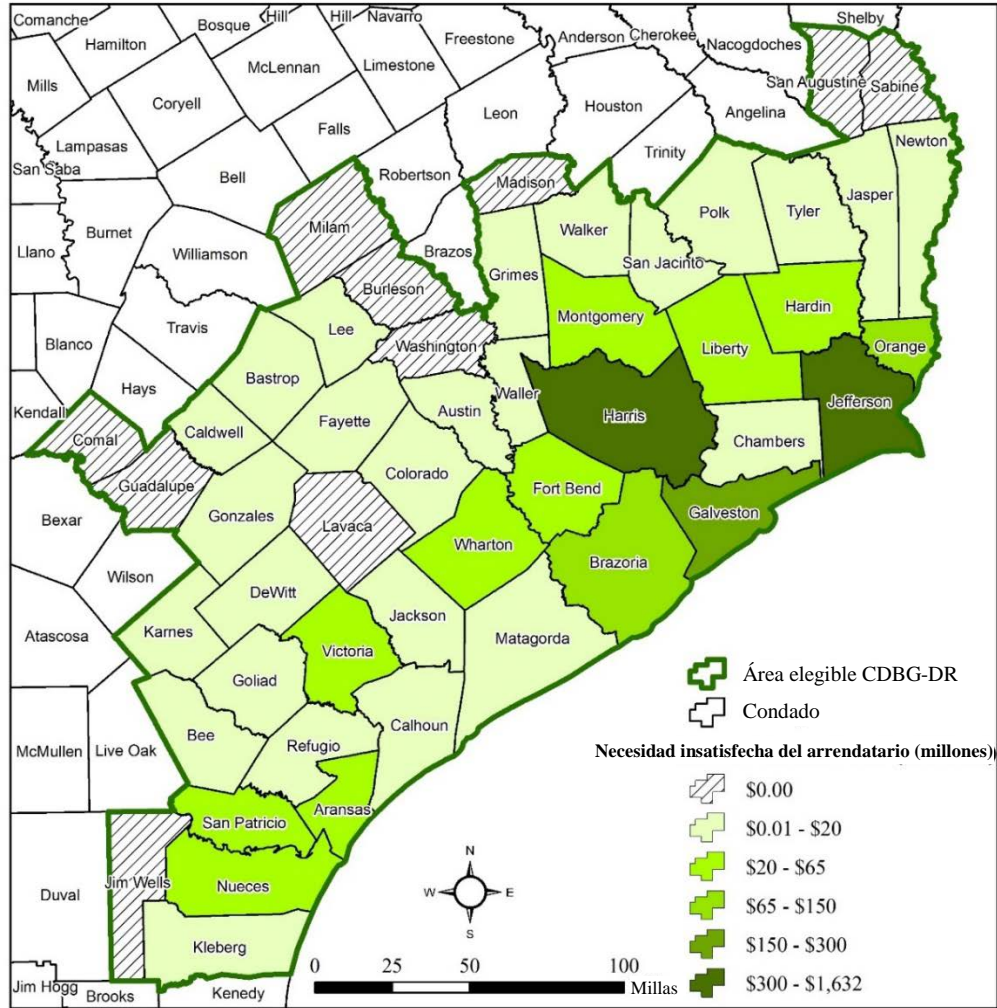 Comanche
Bosque
Hill
Hill
Navarro
Freestone
Anderson
Cherokee
Nacogdoches
Shelby
Hamilton
McLennan
Limestone
San Augustine
Sabine
Mills
Coryell
Leon
Houston
Angelina
Lampasas
Falls
Trinity
Newton
San Saba
Bell
Robertson
Madison
Jasper
Burnet
Milam
Walker
Polk
Tyler
Llano
Williamson
Brazos
Grimes
San Jacinto
Burleson
Hardin
Travis
Lee
Washington
Montgomery
Liberty
Orange
Blanco
Bastrop
Hays
Austin
Waller
Harris
Jefferson
Kendall
Caldwell
Fayette
Chambers
Comal
Colorado
Guadalupe
Fort Bend
Bexar
Gonzales
Lavaca
Galveston
Wharton
Brazoria
Wilson
DeWitt
Jackson
Atascosa
Karnes
Victoria
Matagorda
Goliad
Calhoun
Bee
Refugio
McMullen
Live Oak
Aransas
San Patricio
Duval
Jim Wells
Nueces
Kleberg
Jim Hogg
Brooks
Kenedy
Área elegible CDBG-DR
Condado
Necesidad insatisfecha del arrendatario (millones)
$0.00
$0.01 - $20
$20 - $65
$65 - $150
$150 - $300
$300 - $1,632
N
W E
S
0 25 50 100
Millas